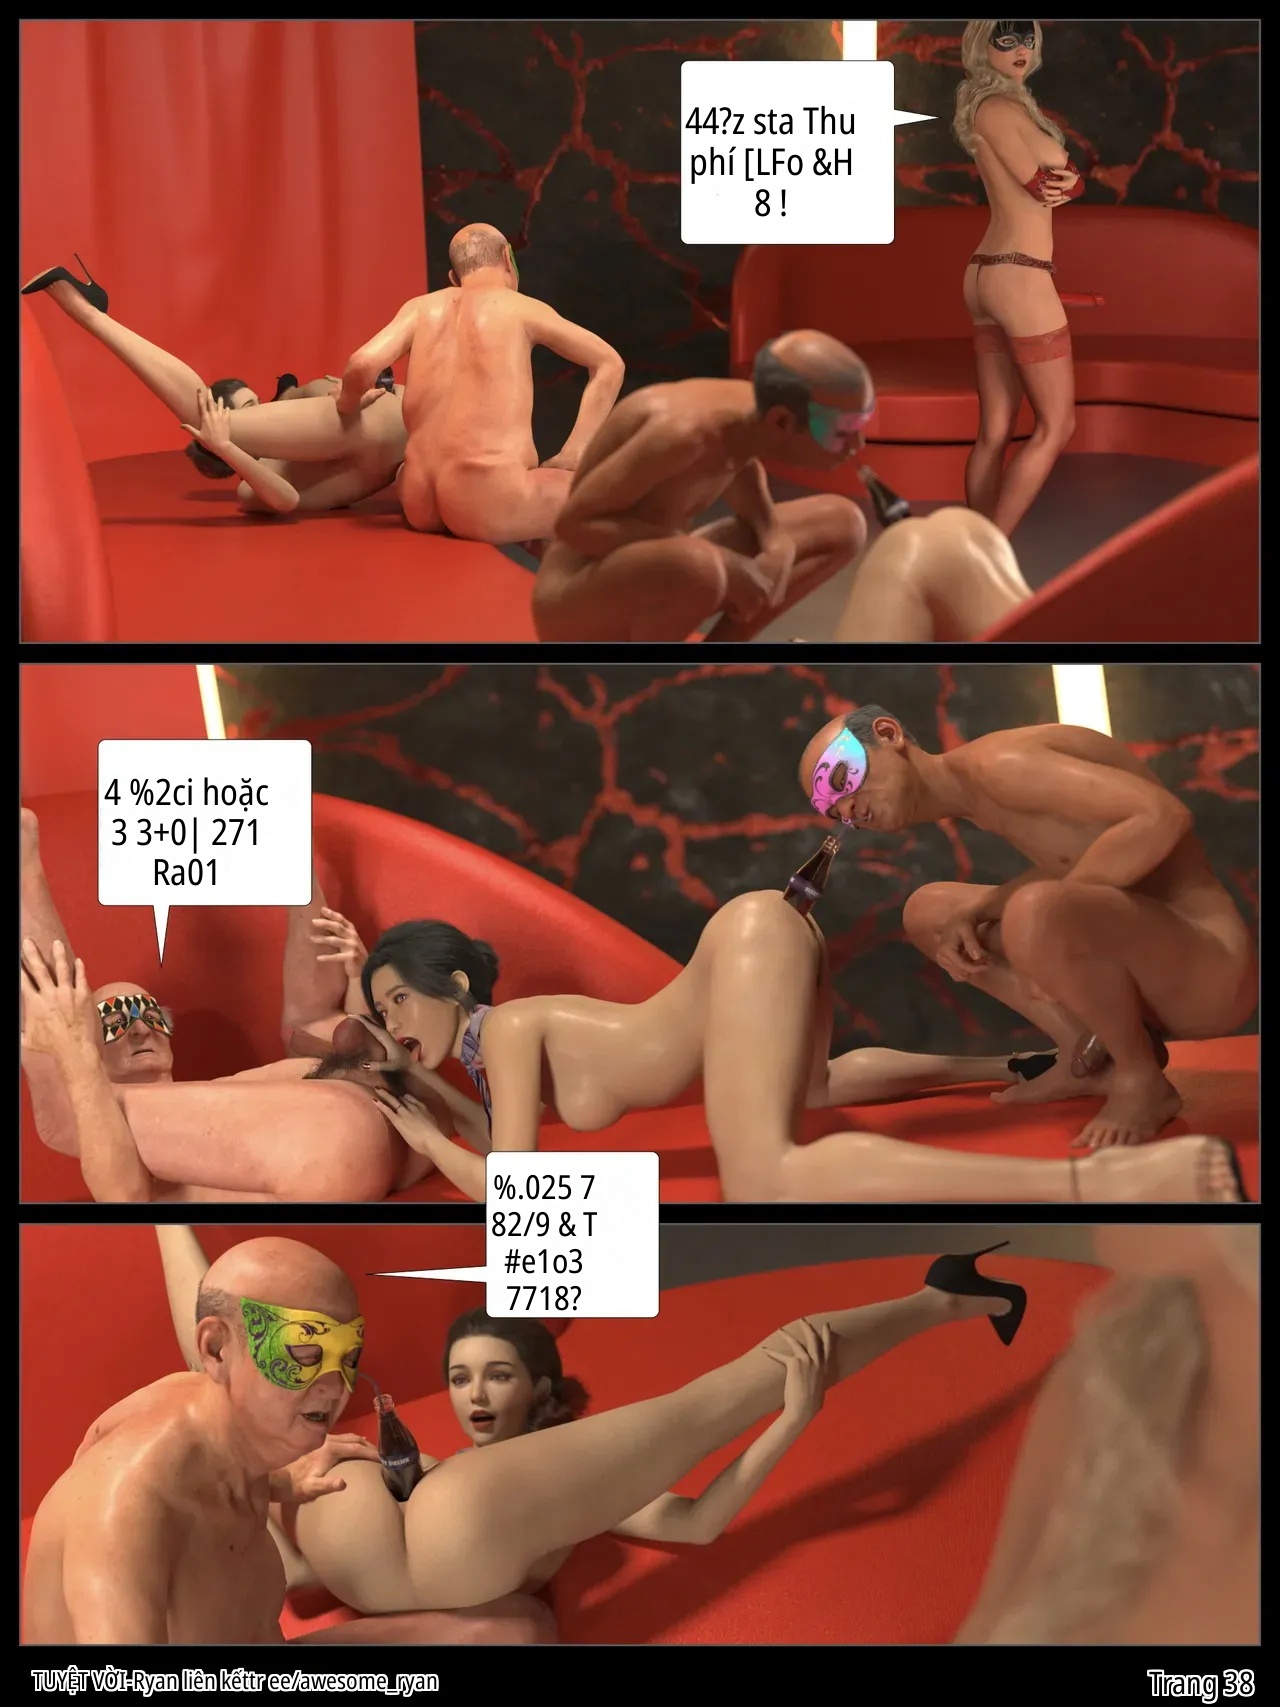 44?z sta Thu
phí [LFo &H
8 !
4 %2ci hoặc
3 3+0| 271
Ra01
%.025 7
82/9 & T
#e1o3
7718?
TUYỆT VỜI-Ryan liên kếttr ee/awesome_ryan
Trang 38